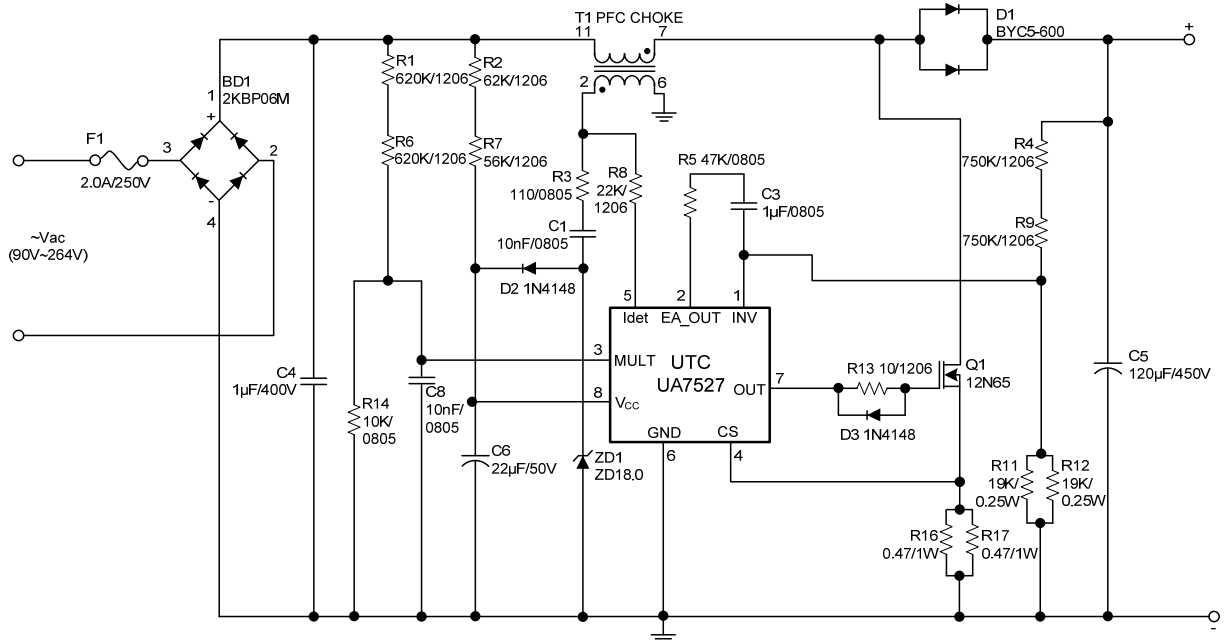 T1 PFC CHOKE
11
7
D1
BYC5-600
+
R1
620K/1206
R2
62K/1206
BD1
2KBP06M
1
+
2
6
F1
3
2
2.0A/250V
-
4
R6
620K/1206
R7
56K/1206
R3
110/0805
R8
22K/
1206
R5 47K/0805
C3
1µF/0805
R4
750K/1206
R9
750K/1206
C1
10nF/0805
~Vac
(90V~264V)
D2 1N4148
5
2
1
Idet
EA_OUT
INV
3
MULT
UTC
UA7527
8
VCC
OUT
7
GND
CS
6
4
R13 10/1206
D3 1N4148
Q1
12N65
C5
120µF/450V
C4
1µF/400V
R14
10K/
0805
C8
10nF/
0805
C6
22µF/50V
ZD1
ZD18.0
R11
19K/
0.25W
R12
19K/
0.25W
R16
0.47/1W
R17
0.47/1W
-